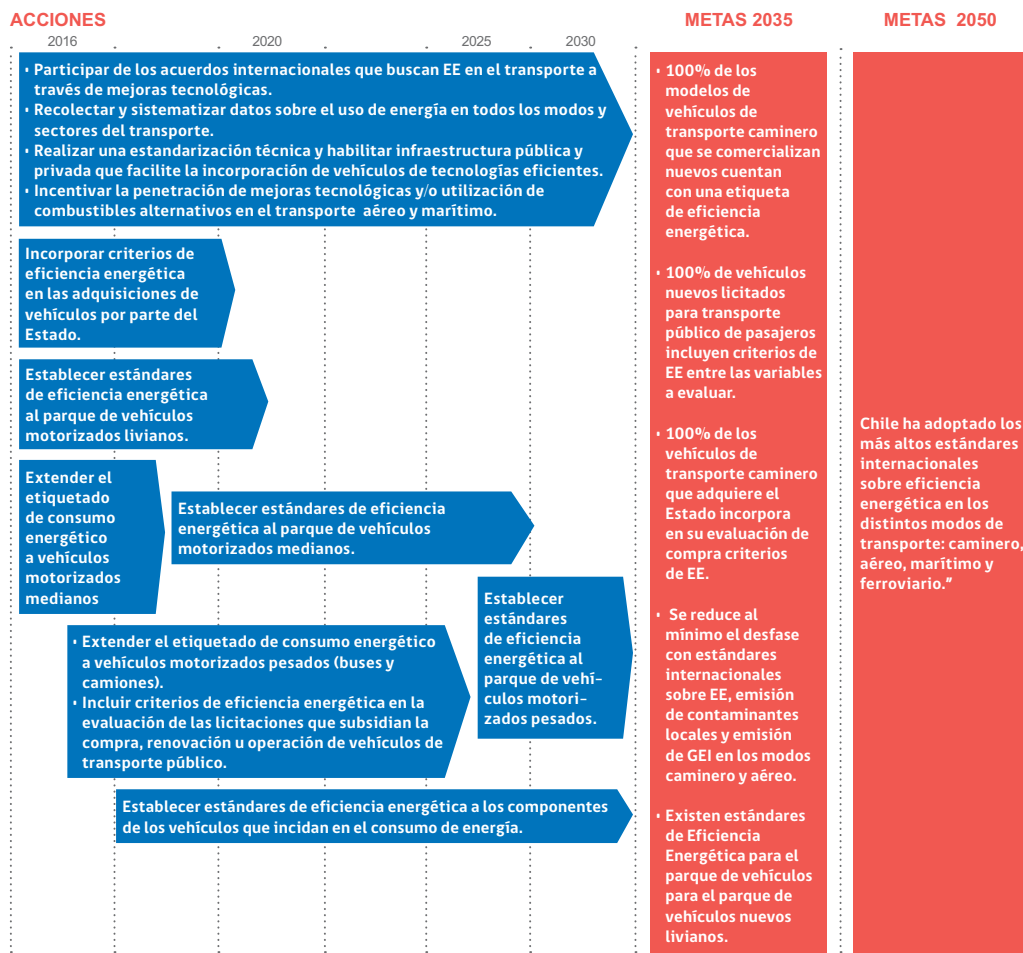 ACCIONES
METAS 2035
METAS 2050
2016
2020
2025
2030
• Participar de los acuerdos internacionales que buscan EE en el transporte a
través de mejoras tecnológicas.
• Recolectar y sistematizar datos sobre el uso de energía en todos los modos y
sectores del transporte.
• Realizar una estandarización técnica y habilitar infraestructura pública y
privada que facilite la incorporación de vehículos de tecnologías eficientes.
• Incentivar la penetración de mejoras tecnológicas y/o utilización de
combustibles alternativos en el transporte aéreo y marítimo.
Incorporar criterios de
eficiencia energética
en las adquisiciones de
vehículos por parte del
Estado.
Establecer estándares
de eficiencia energética
al parque de vehículos
motorizados livianos.
Extender el
etiquetado
de consumo
energético
a vehículos
motorizados
medianos
Establecer estándares de eficiencia
energética al parque de vehículos
motorizados medianos.
• Extender el etiquetado de consumo energético
a vehículos motorizados pesados (buses y
camiones).
• Incluir criterios de eficiencia energética en la
evaluación de las licitaciones que subsidian la
compra, renovación u operación de vehículos de
transporte público.
Establecer
estándares
de eficiencia
energética al
parque de vehí-
culos motori-
zados pesados.
Establecer estándares de eficiencia energética a los componentes
de los vehículos que incidan en el consumo de energía.
• 100% de los
modelos de
vehículos de
transporte caminero
que se comercializan
nuevos cuentan
con una etiqueta
de eficiencia
energética.
• 100% de vehículos
nuevos licitados
para transporte
público de pasajeros
incluyen criterios de
EE entre las variables
a evaluar.
• 100% de los
vehículos de
transporte caminero
que adquiere el
Estado incorpora
en su evaluación de
compra criterios
de EE.
• Se reduce al
mínimo el desfase
con estándares
internacionales
sobre EE, emisión
de contaminantes
locales y emisión
de GEI en los modos
caminero y aéreo.
• Existen estándares
de Eficiencia
Energética para el
parque de vehículos
para el parque de
vehículos nuevos
livianos.
Chile ha adoptado los
más altos estándares
internacionales
sobre eficiencia
energética en los
distintos modos de
transporte: caminero,
aéreo, marítimo y
ferroviario.”